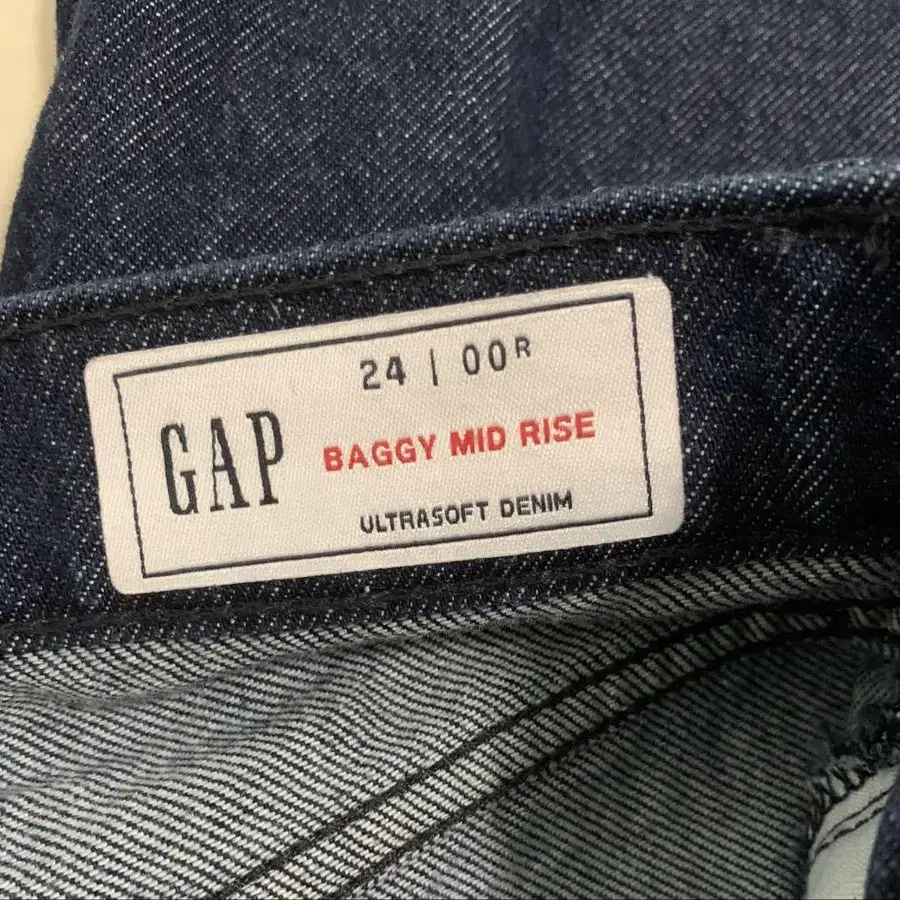 24 | 00R
GAP
BAGGY MID RISE
ULTRASOFT DENIM